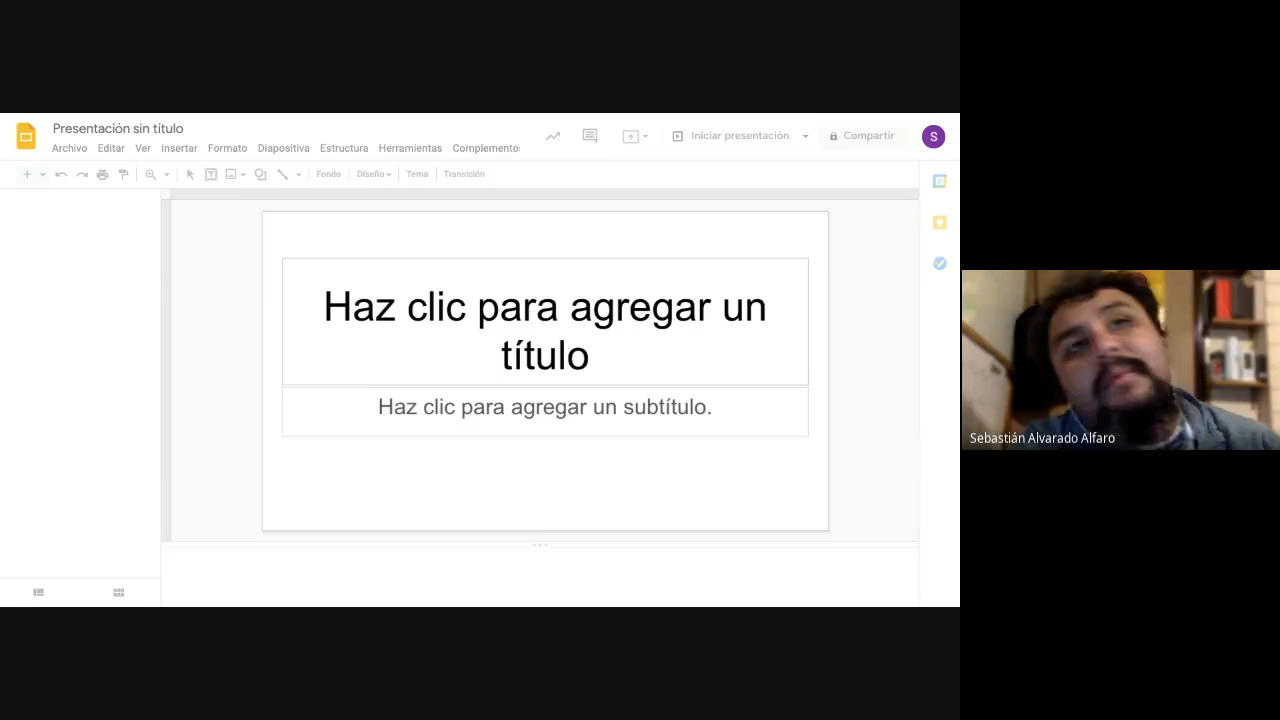 Presentación sin título
Archivo Editar Ver Insertar Formato Diapositiva Estructura Herramientas Complemento
Iniciar presentación
Compartir
S
Fondo Diseño Tema Transición
Haz clic para agregar un
título
Haz clic para agregar un subtítulo.
Sebastián Alvarado Alfaro